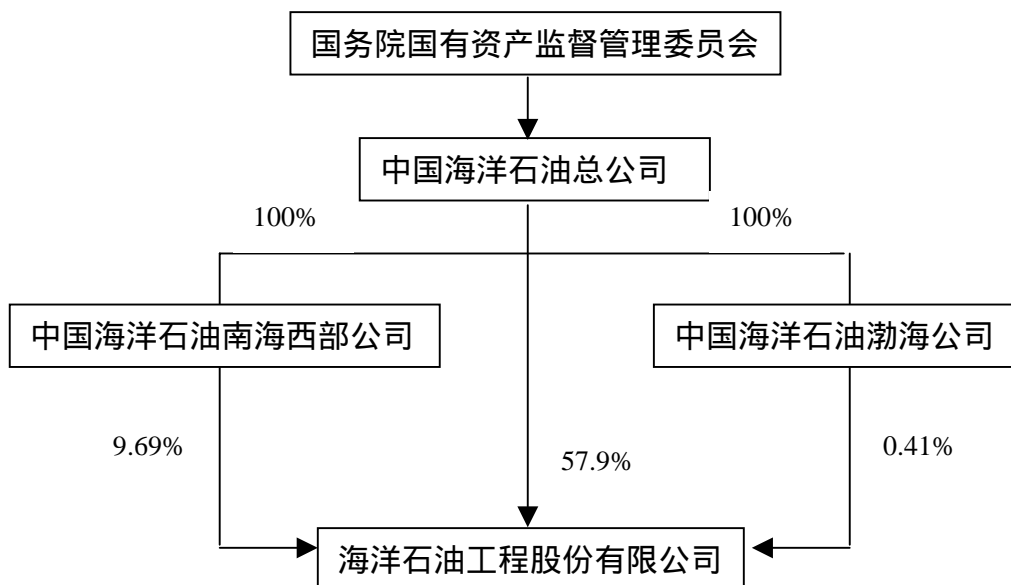 国务院国有资产监督管理委员会
中国海洋石油总公司
100%
100%
中国海洋石油南海西部公司
中国海洋石油渤海公司
9.69%
57.9%
0.41%
海洋石油工程股份有限公司